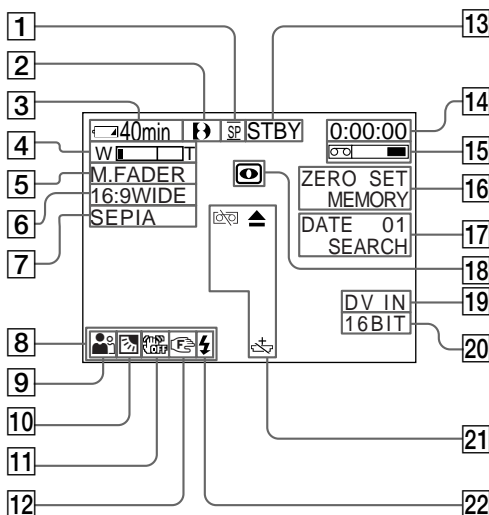 1
2
3
4
5
6
7
8
9
10
11
12
13
14
15
16
17
18
19
20
21
22
40min SP STBY 0:00:00
W T
M.FADER
16:9WIDE
SEPIA
ZERO SET
MEMORY
DATE 01
SEARCH
DV IN
16BIT
OFF
F